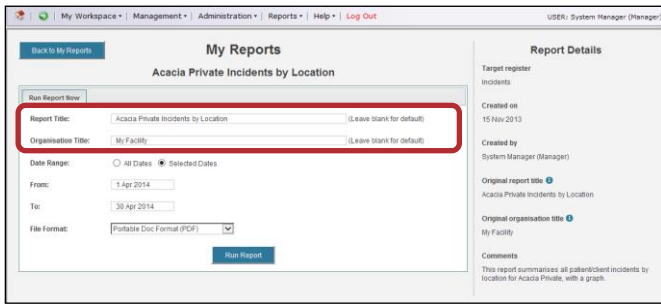 My Workspace | Management | Administration | Reports | Help | Log Out
USER: System Manager (Manager)
Back to My Reports
My Reports
Acacia Private Incidents by Location
Run Report Now
Report Title: Acacia Private Incidents by Location (Leave blank for default)
Organisation Title: My Facility (Leave blank for default)
Date Range: All Dates Selected Dates
From: 1 Apr 2014
To: 30 Apr 2014
File Format: Portable Doc Format (PDF)
Run Report
Report Details
Target register
Incidents
Created on
15 Nov 2013
Created by
System Manager (Manager)
Original report title
Acacia Private Incidents by Location
Original organisation title
My Facility
Comments
This report summarises all patient/client incidents by
location for Acacia Private, with a graph.